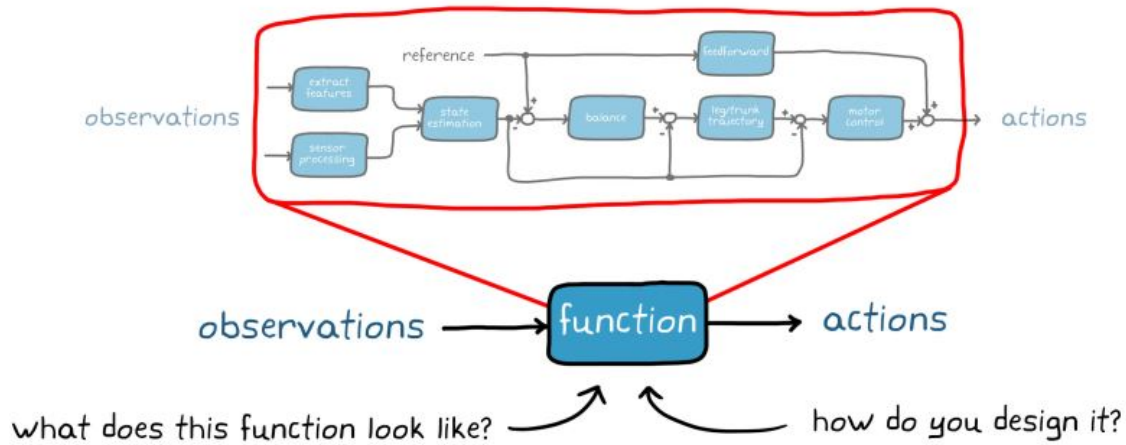 reference
feedforward
extract
features
observations
state
estimation
+
-
balance
+
-
leg/trunk
trajectory
+
-
motor
control
+
+
actions
sensor
processing
observations
function
actions
what does this function look like?
how do you design it?